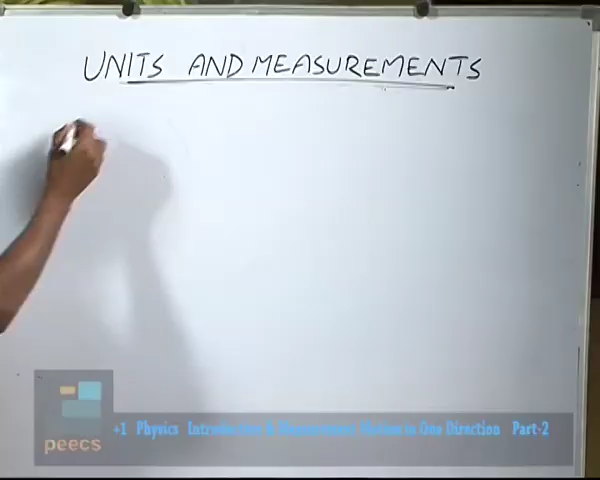 UNITS AND MEASUREMENTS
peecs
+1 Physics Introduction & Measurement Motion in One Direction Part-2